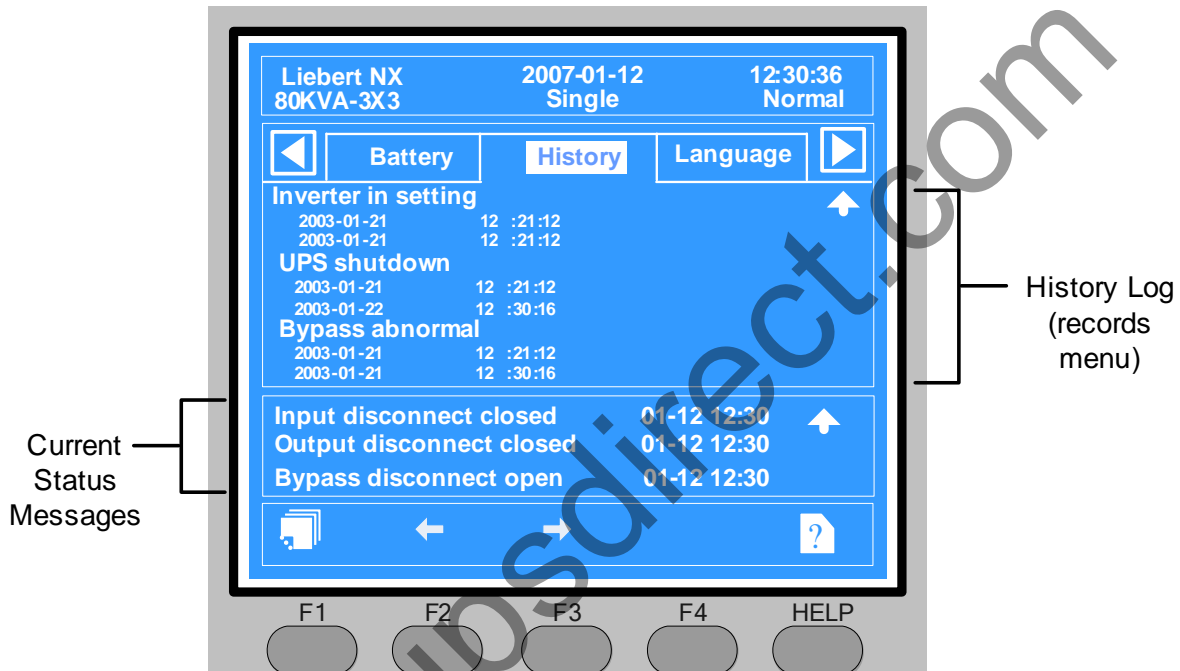 Liebert NX 2007-01-12 12:30:36
80KVA-3X3 Single Normal
Battery History Language
Inverter in setting
2003-01-21 12 :21:12
2003-01-21 12 :21:12
UPS shutdown
2003-01-21 12 :21:12
2003-01-22 12 :30:16
Bypass abnormal
2003-01-21 12 :21:12
2003-01-21 12 :30:16
History Log
(records
menu)
Input disconnect closed 01-12 12:30
Output disconnect closed 01-12 12:30
Bypass disconnect open 01-12 12:30
Current
Status
Messages
?
F1 F2 F3 F4 HELP
upsdirect.com